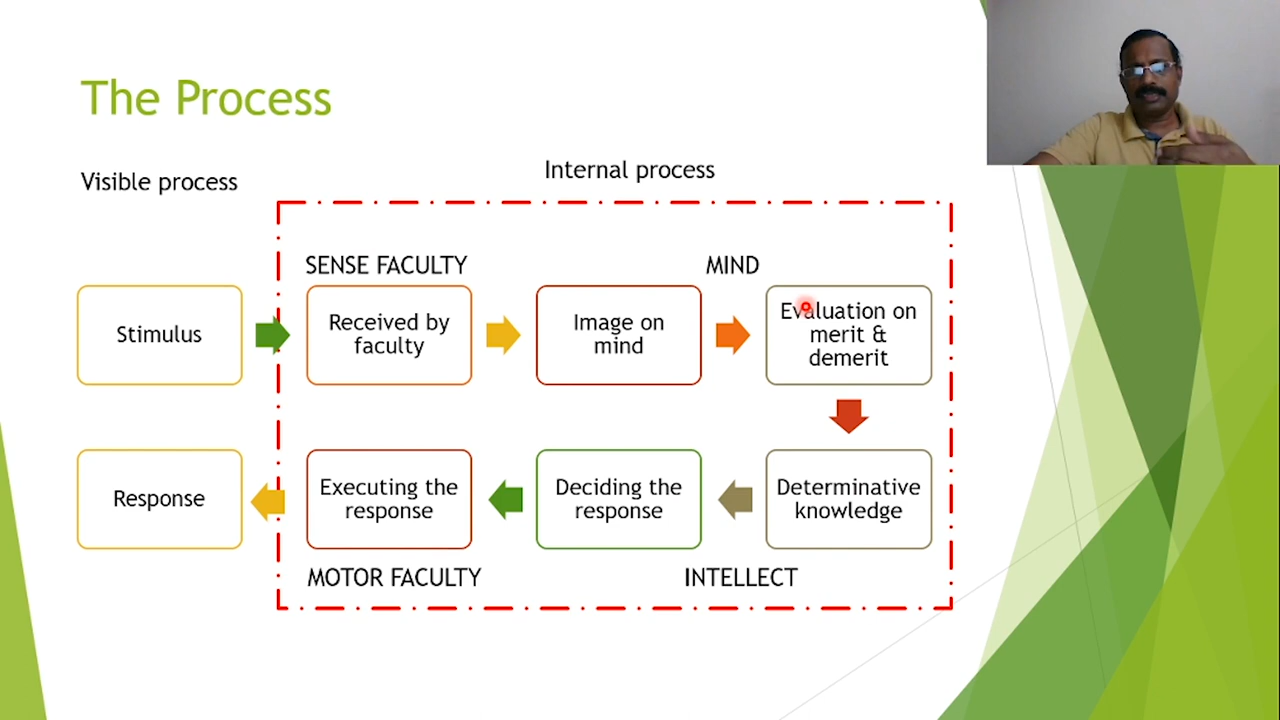 The Process
Visible process
Internal process
SENSE FACULTY
MIND
Stimulus
Received by
faculty
Image on
mind
Evaluation on
merit &
demerit
Response
Executing the
response
Deciding the
response
Determinative
knowledge
MOTOR FACULTY
INTELLECT